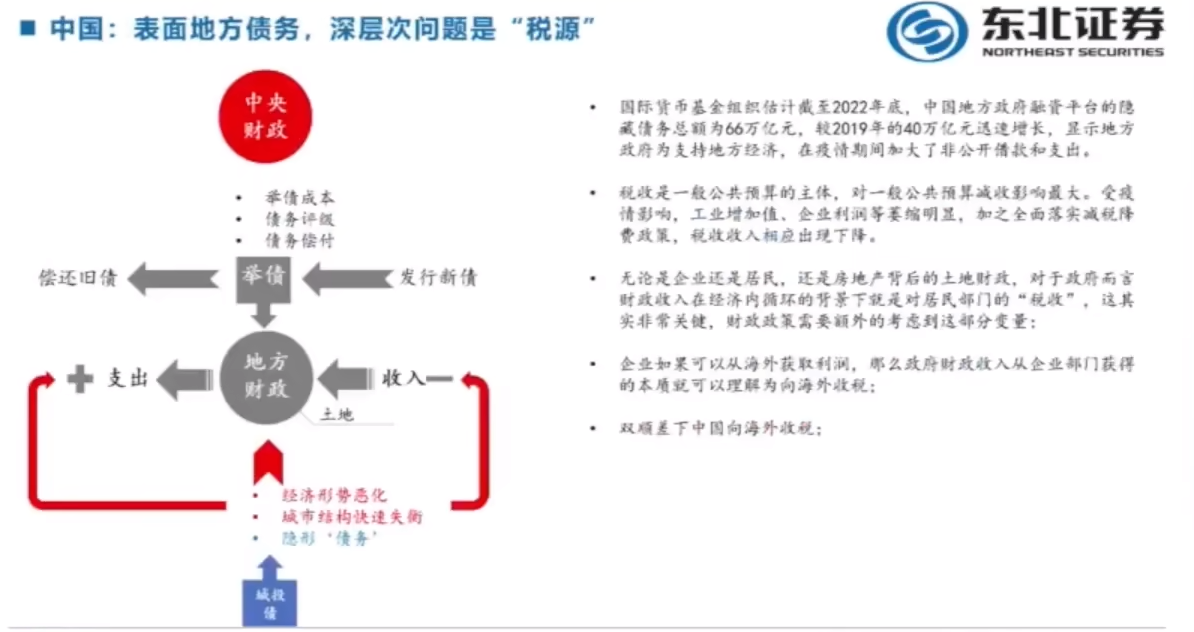 ■ 中国：表面地方债务，深层次问题是“税源”
东北证券
NORTHEAST SECURITIES
中央
财政
• 举债成本
• 债务评级
• 债务偿付
偿还旧债
举债
发行新债
支出
地方
财政
收入
土地
• 经济形势恶化
• 城市结构快速失衡
• 隐形‘债务’
城投
债
• 国际货币基金组织估计截至2022年底，中国地方政府融资平台的隐
藏债务总额为66万亿元，较2019年的40万亿元迅速增长，显示地方
政府为支持地方经济，在疫情期间加大了非公开借款和支出。
• 税收是一般公共预算的主体，对一般公共预算减收影响最大。受疫
情影响，工业增加值、企业利润等萎缩明显，加之全面落实减税降
费政策，税收收入相应出现下降。
• 无论是企业还是居民，还是房地产背后的土地财政，对于政府而言
财政收入在经济内循环的背景下就是对居民部门的“税收”，这其
实非常关键，财政政策需要额外的考虑到这部分变量；
• 企业如果可以从海外获取利润，那么政府财政收入从企业部门获得
的本质就可以理解为向海外收税；
• 双顺差下中国向海外收税；